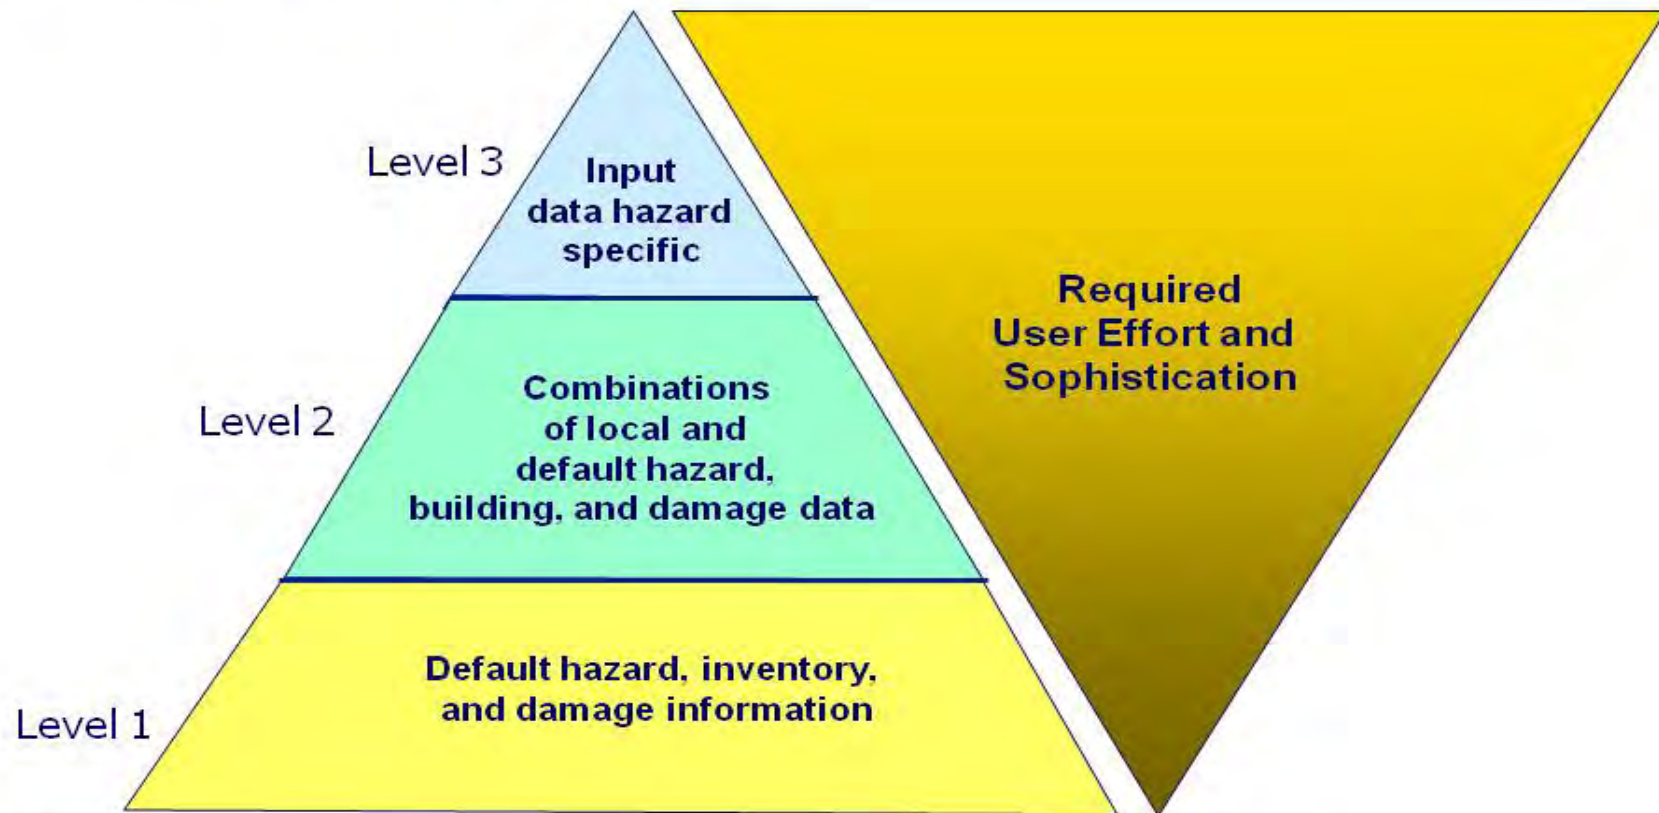 Level 3
Input
data hazard
specific
Level 2
Combinations
of local and
default hazard,
building, and damage data
Level 1
Default hazard, inventory,
and damage information
Required
User Effort and
Sophistication